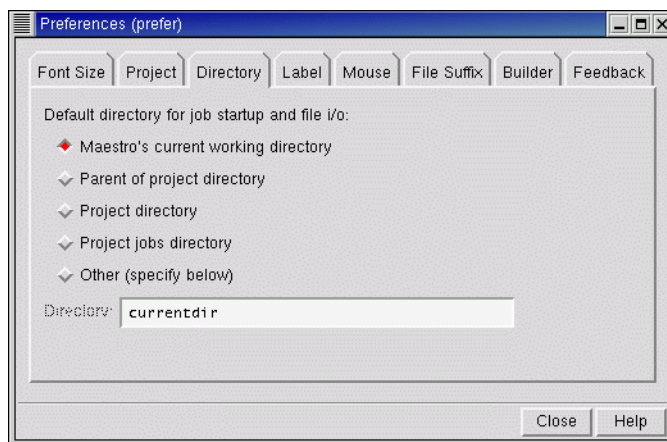 Preferences (prefer)
Font Size Project Directory Label Mouse File Suffix Builder Feedback
Default directory for job startup and file i/o:
Maestro's current working directory
Parent of project directory
Project directory
Project jobs directory
Other (specify below)
Directory: currentdir
Close Help